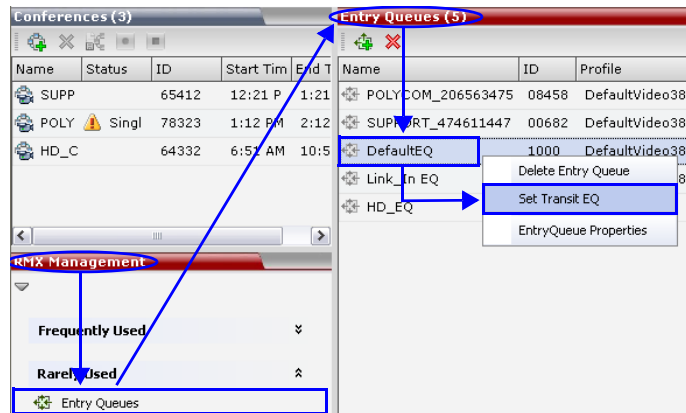 Conferences (3)
Name Status ID Start Tim End T
SUPP 65412 12:21 P 1:21
POLY Singl 78323 1:12 PM 2:12
HD_C 64332 6:51 AM 10:5
RMX Management
Frequently Used
Rarely Used
Entry Queues
Entry Queues (5)
Name ID Profile
POLYCOM_206563475 08458 DefaultVideo38
SUPPORT_474611447 00682 DefaultVideo38
DefaultEQ 1000 DefaultVideo38
Link_In EQ 8
HD_EQ
Delete Entry Queue
Set Transit EQ
EntryQueue Properties